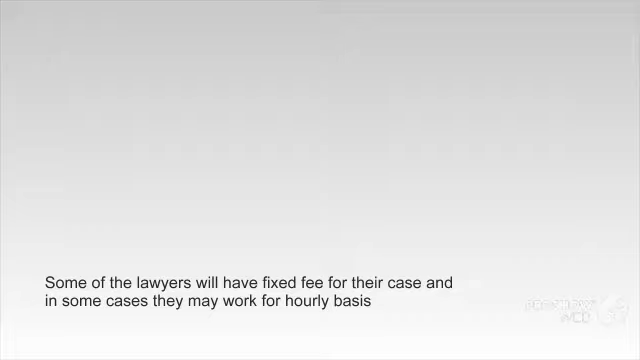 Some of the lawyers will have fixed fee for their case and
in some cases they may work for hourly basis